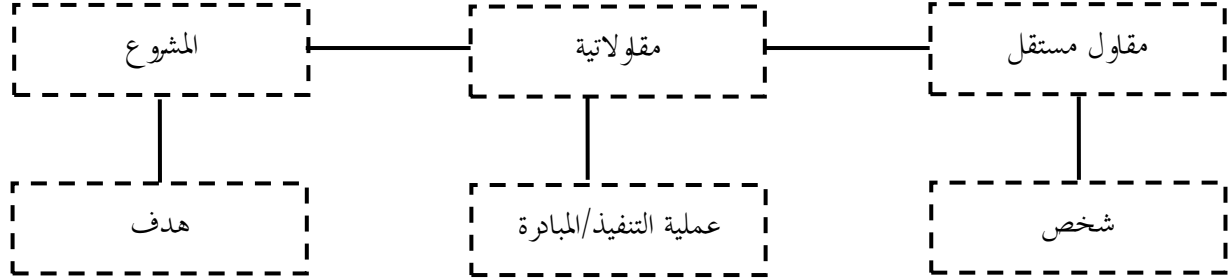 مقاول مستقل
مقاولاتية
المشروع
شخص
عملية التنفيذ/المبادرة
هدف